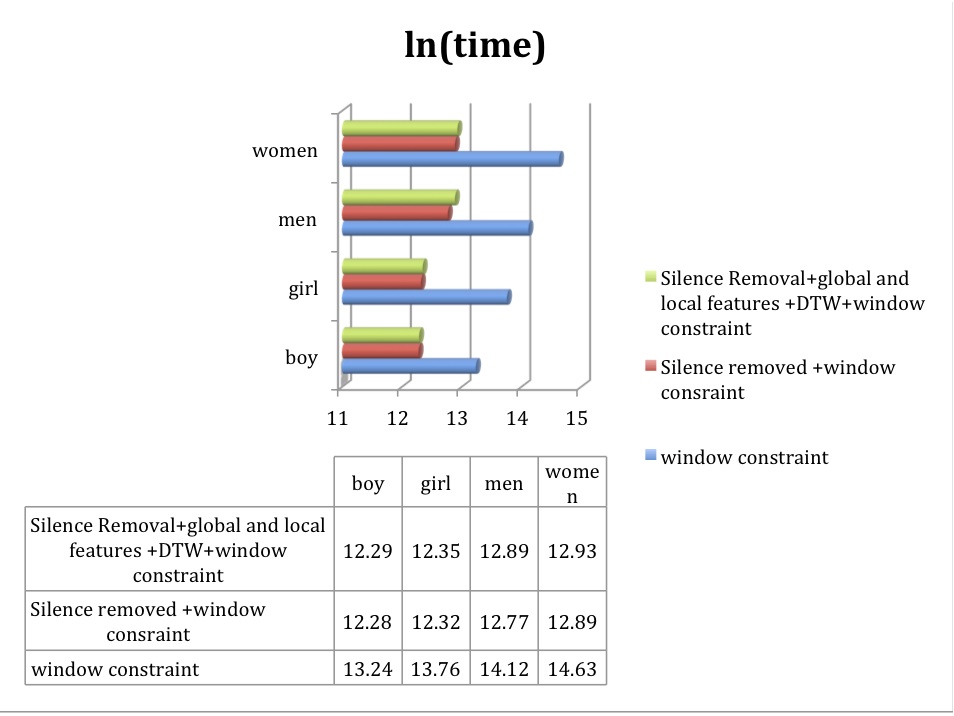 ln(time)
women
men
girl
boy
11 12 13 14 15
Silence Removal+global and
local features +DTW+window
constraint
Silence removed +window
consraint
window constraint
boy girl men wome
n
Silence Removal+global and local
features +DTW+window
constraint
12.29 12.35 12.89 12.93
Silence removed +window
consraint
12.28 12.32 12.77 12.89
window constraint 13.24 13.76 14.12 14.63